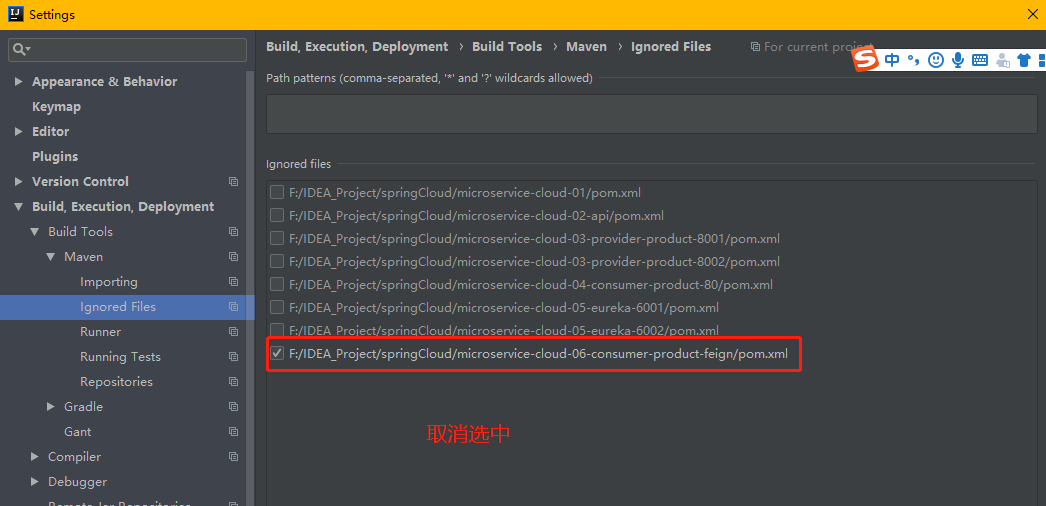 Settings
Build, Execution, Deployment › Build Tools › Maven › Ignored Files For current project
中
Path patterns (comma-separated, '*' and '?' wildcards allowed)
Appearance & Behavior
Keymap
Editor
Plugins
Version Control
Build, Execution, Deployment
Build Tools
Maven
Importing
Ignored Files
Runner
Running Tests
Repositories
Gradle
Gant
Compiler
Debugger
Remote Jar Repositories
Ignored files
F:/IDEA_Project/springCloud/microservice-cloud-01/pom.xml
F:/IDEA_Project/springCloud/microservice-cloud-02-api/pom.xml
F:/IDEA_Project/springCloud/microservice-cloud-03-provider-product-8001/pom.xml
F:/IDEA_Project/springCloud/microservice-cloud-03-provider-product-8002/pom.xml
F:/IDEA_Project/springCloud/microservice-cloud-04-consumer-product-80/pom.xml
F:/IDEA_Project/springCloud/microservice-cloud-05-eureka-6001/pom.xml
F:/IDEA_Project/springCloud/microservice-cloud-05-eureka-6002/pom.xml
F:/IDEA_Project/springCloud/microservice-cloud-06-consumer-product-feign/pom.xml
取消选中